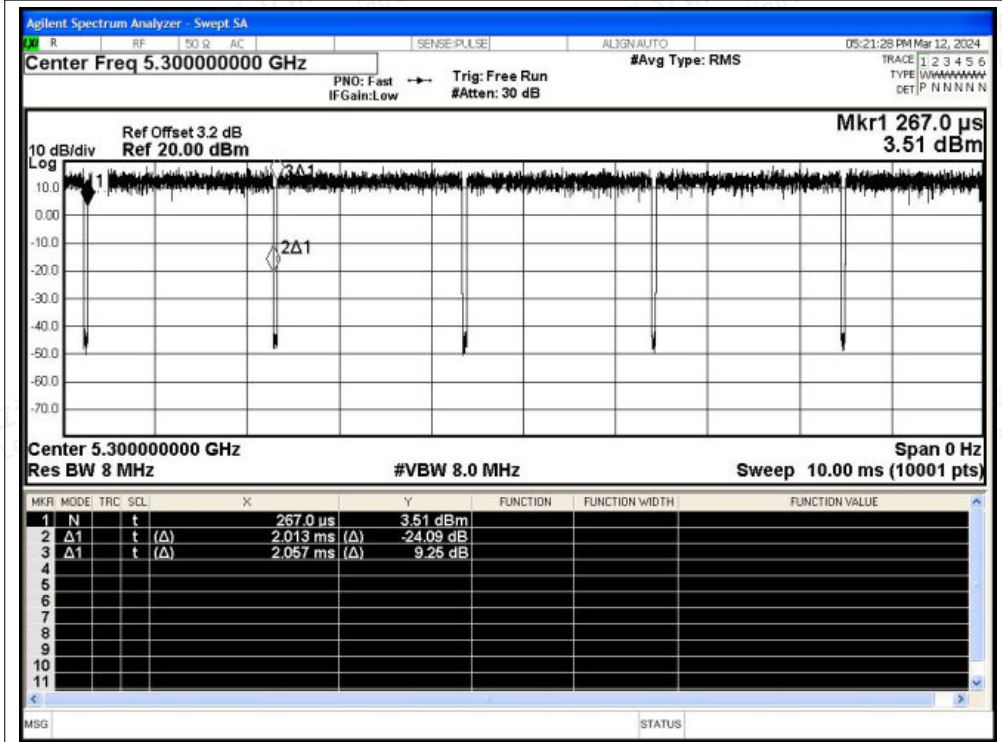 Agilent Spectrum Analyzer - Swept SA
LXI R RF 50 Ω AC SENSE:PULSE ALIGNAUTO 05:21:28 PM Mar 12, 2024
Center Freq 5.300000000 GHz #Avg Type: RMS TRACE 1 2 3 4 5 6
PNO: Fast Trig: Free Run TYPE WWWWWW
IFGain:Low #Atten: 30 dB DET P N N N N N
Mkr1 267.0 µs
Ref Offset 3.2 dB
10 dB/div Ref 20.00 dBm 3.51 dBm
Log
3Δ1
1
10.0
0.00
2Δ1
-10.0
-20.0
-30.0
-40.0
-50.0
-60.0
-70.0
Center 5.300000000 GHz Span 0 Hz
Res BW 8 MHz #VBW 8.0 MHz Sweep 10.00 ms (10001 pts)
MKR MODE TRC SCL X Y FUNCTION FUNCTION WIDTH FUNCTION VALUE
1 N t 267.0 µs 3.51 dBm
2 Δ1 t (Δ) 2.013 ms (Δ) -24.09 dB
3 Δ1 t (Δ) 2.057 ms (Δ) 9.25 dB
4
5
6
7
8
9
10
11
MSG STATUS